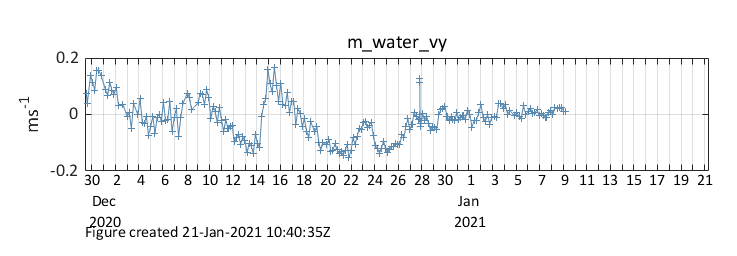 m_water_vy
0.2
0
-0.2
ms-1
30 2 4 6 8 10 12 14 16 18 20 22 24 26 28 30 1 3 5 7 9 11 13 15 17 19 21
Dec Jan
2020 2021
Figure created 21-Jan-2021 10:40:35Z